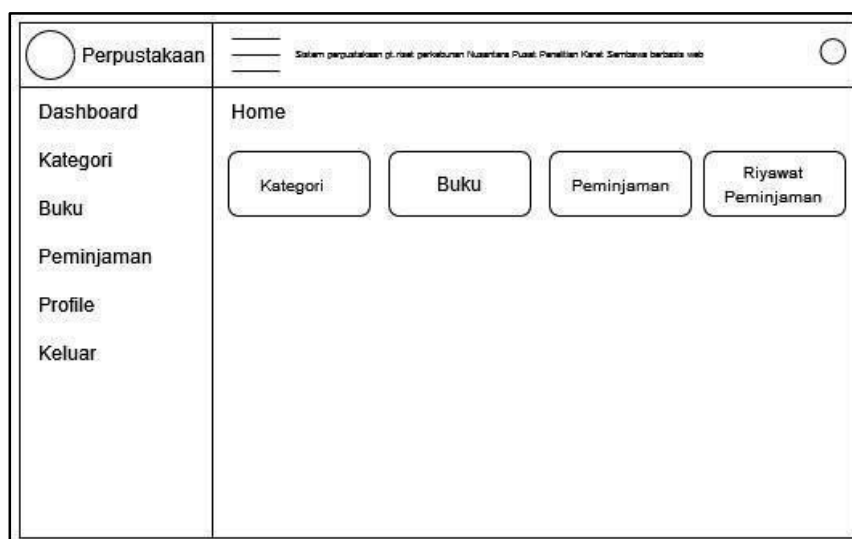 Perpustakaan
Sistem perpustakaan pt.riset perkebunan Nusantara Pusat Penelitian Karet Sembawa berbasis web
Dashboard
Kategori
Buku
Peminjaman
Profile
Keluar
Home
Kategori
Buku
Peminjaman
Riyawat
Peminjaman